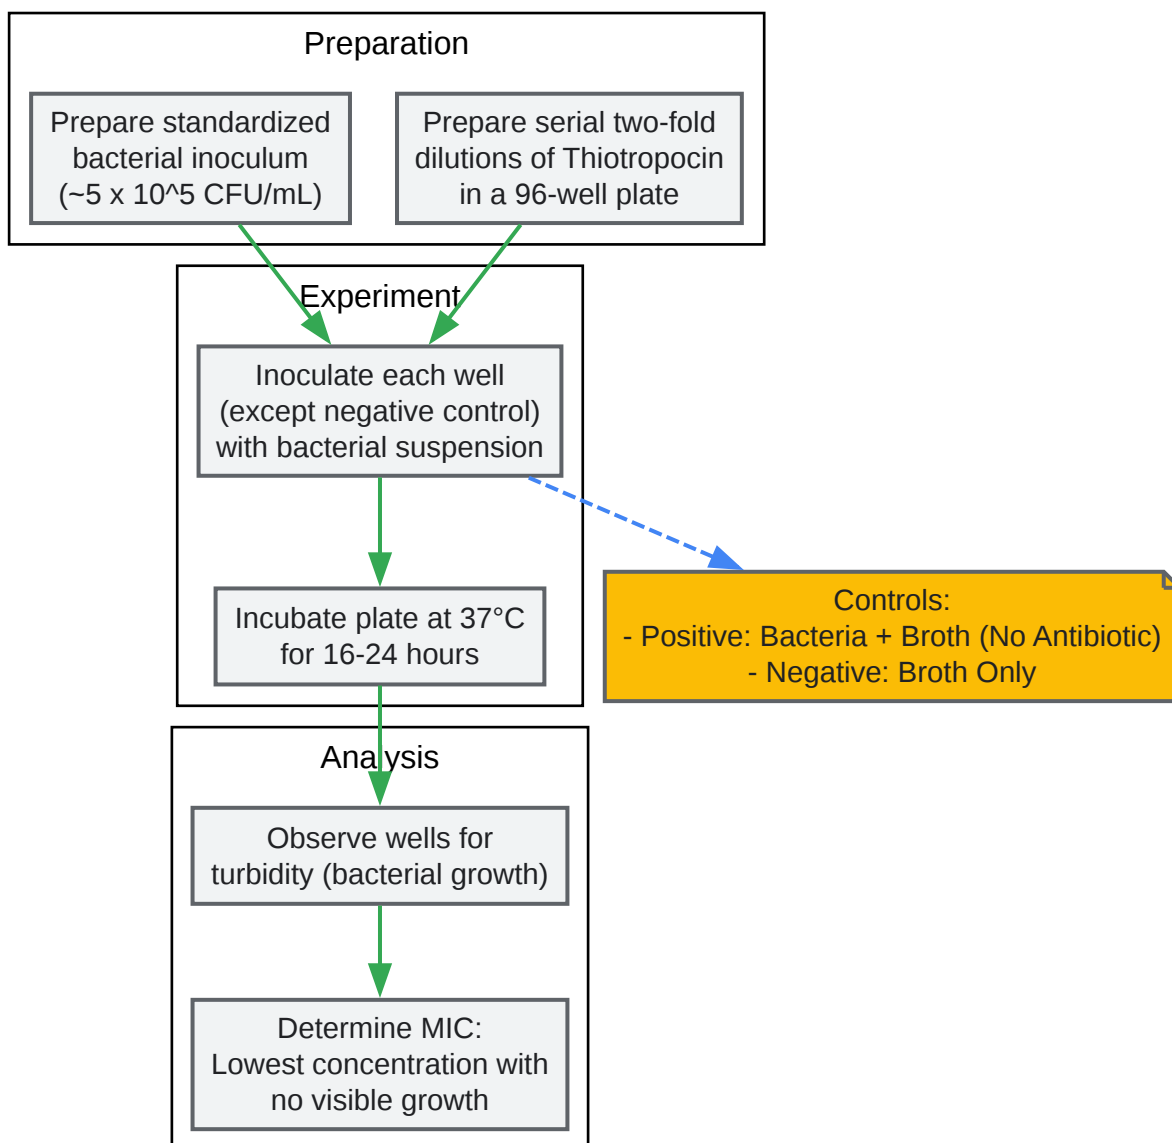 Preparation
Prepare standardized
bacterial inoculum
(~5 x 10^5 CFU/mL)
Prepare serial two-fold
dilutions of Thiotropocin
in a 96-well plate
Experiment
Inoculate each well
(except negative control)
with bacterial suspension
Incubate plate at 37°C
for 16-24 hours
Controls:
- Positive: Bacteria + Broth (No Antibiotic)
- Negative: Broth Only
Analysis
Observe wells for
turbidity (bacterial growth)
Determine MIC:
Lowest concentration with
no visible growth